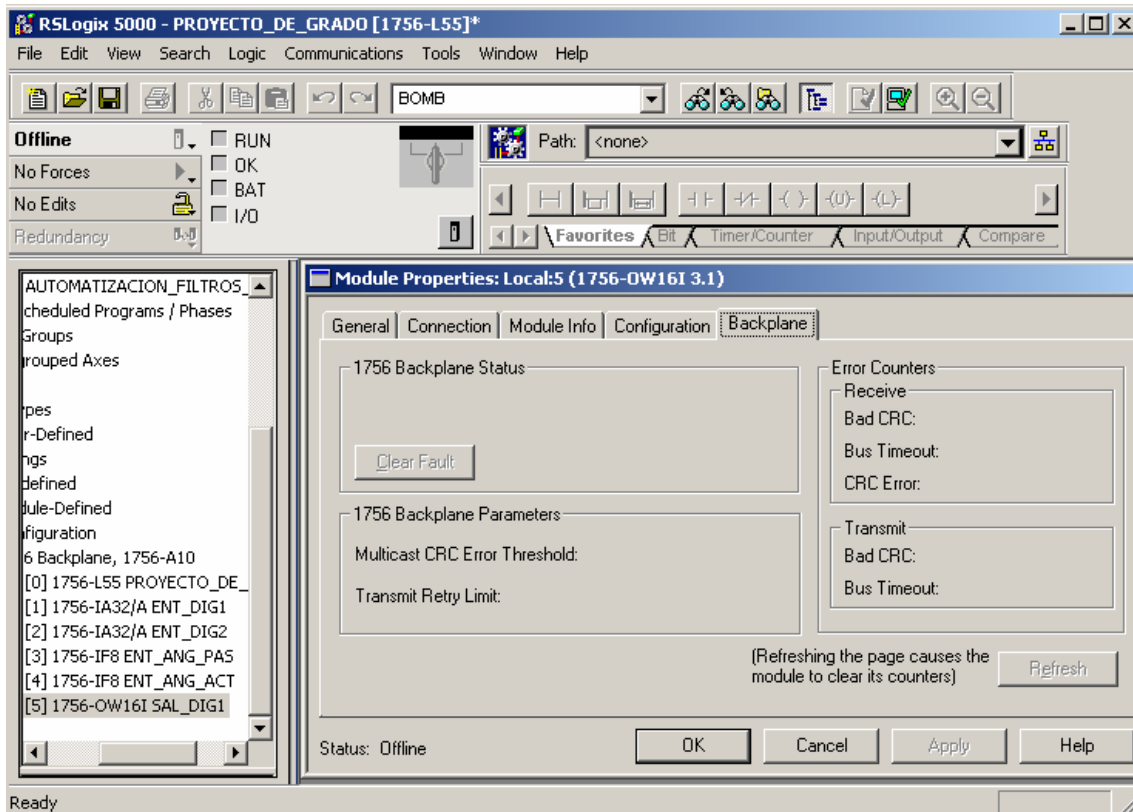 RSLogix 5000 - PROYECTO_DE_GRADO [1756-L55]*
File Edit View Search Logic Communications Tools Window Help
BOMB
Offline
No Forces
No Edits
Redundancy
RUN
OK
BAT
I/O
Path: <none>
Favorites Bit Timer/Counter Input/Output Compare
AUTOMATIZACION_FILTROS_
cheduled Programs / Phases
Groups
grouped Axes
pes
r-Defined
ngs
defined
dule-Defined
figuration
6 Backplane, 1756-A10
[0] 1756-L55 PROYECTO_DE_
[1] 1756-IA32/A ENT_DIG1
[2] 1756-IA32/A ENT_DIG2
[3] 1756-IF8 ENT_ANG_PAS
[4] 1756-IF8 ENT_ANG_ACT
[5] 1756-OW16I SAL_DIG1
Module Properties: Local:5 (1756-OW16I 3.1)
General Connection Module Info Configuration Backplane
1756 Backplane Status
Clear Fault
1756 Backplane Parameters
Multicast CRC Error Threshold:
Transmit Retry Limit:
Error Counters
Receive
Bad CRC:
Bus Timeout:
CRC Error:
Transmit
Bad CRC:
Bus Timeout:
(Refreshing the page causes the
module to clear its counters)
Refresh
Status: Offline
OK Cancel Apply Help
Ready